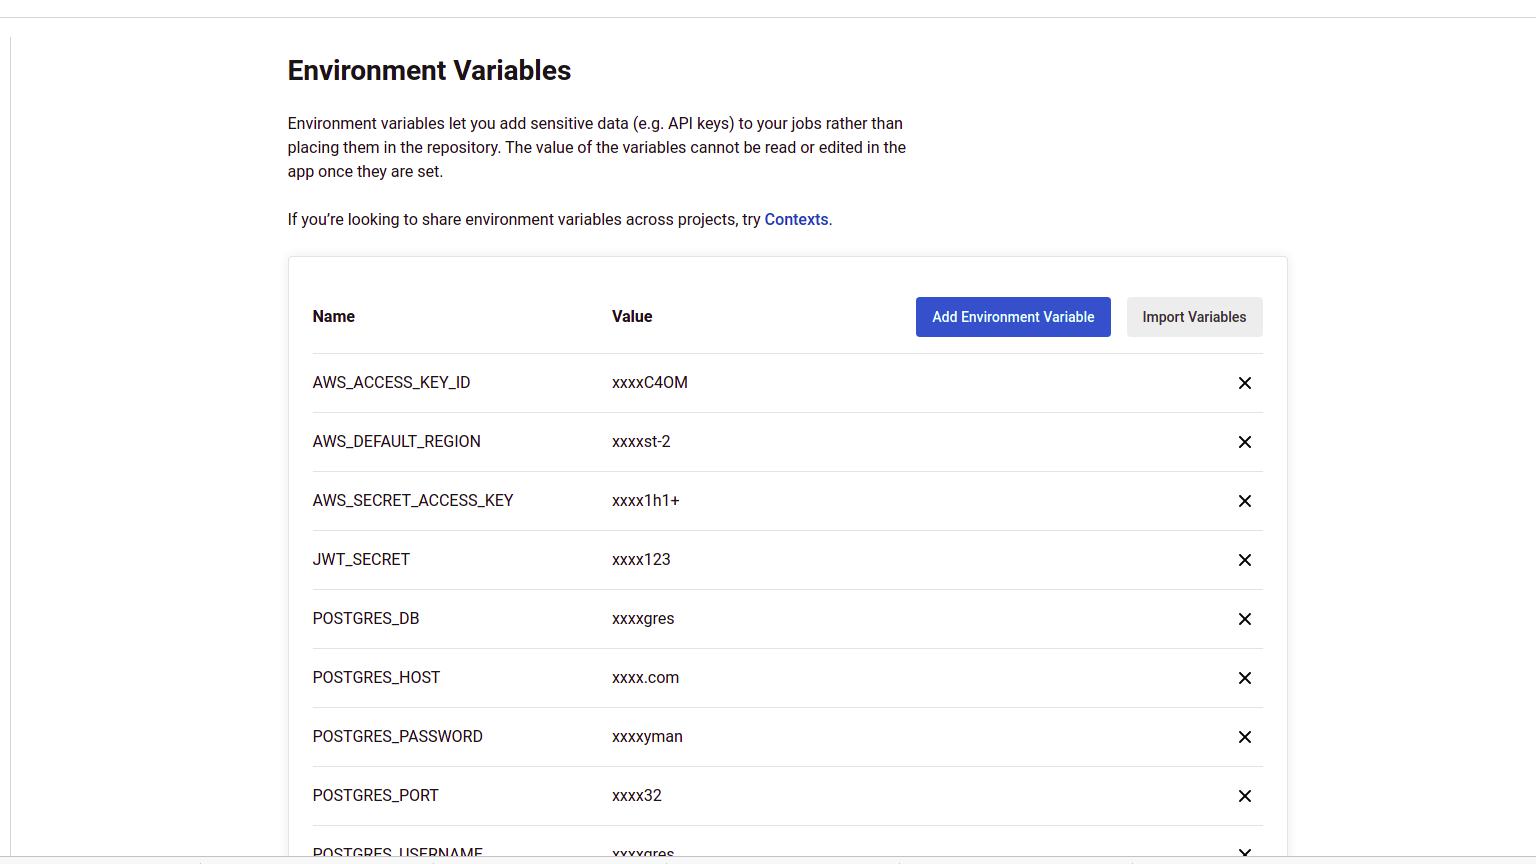 Environment Variables
Environment variables let you add sensitive data (e.g. API keys) to your jobs rather than
placing them in the repository. The value of the variables cannot be read or edited in the
app once they are set.
If you’re looking to share environment variables across projects, try Contexts.
Name Value Add Environment Variable Import Variables
AWS_ACCESS_KEY_ID xxxxC4OM
AWS_DEFAULT_REGION xxxxst-2
AWS_SECRET_ACCESS_KEY xxxx1h1+
JWT_SECRET xxxx123
POSTGRES_DB xxxxgres
POSTGRES_HOST xxxx.com
POSTGRES_PASSWORD xxxxyman
POSTGRES_PORT xxxx32
POSTGRES_USERNAME xxxxgres